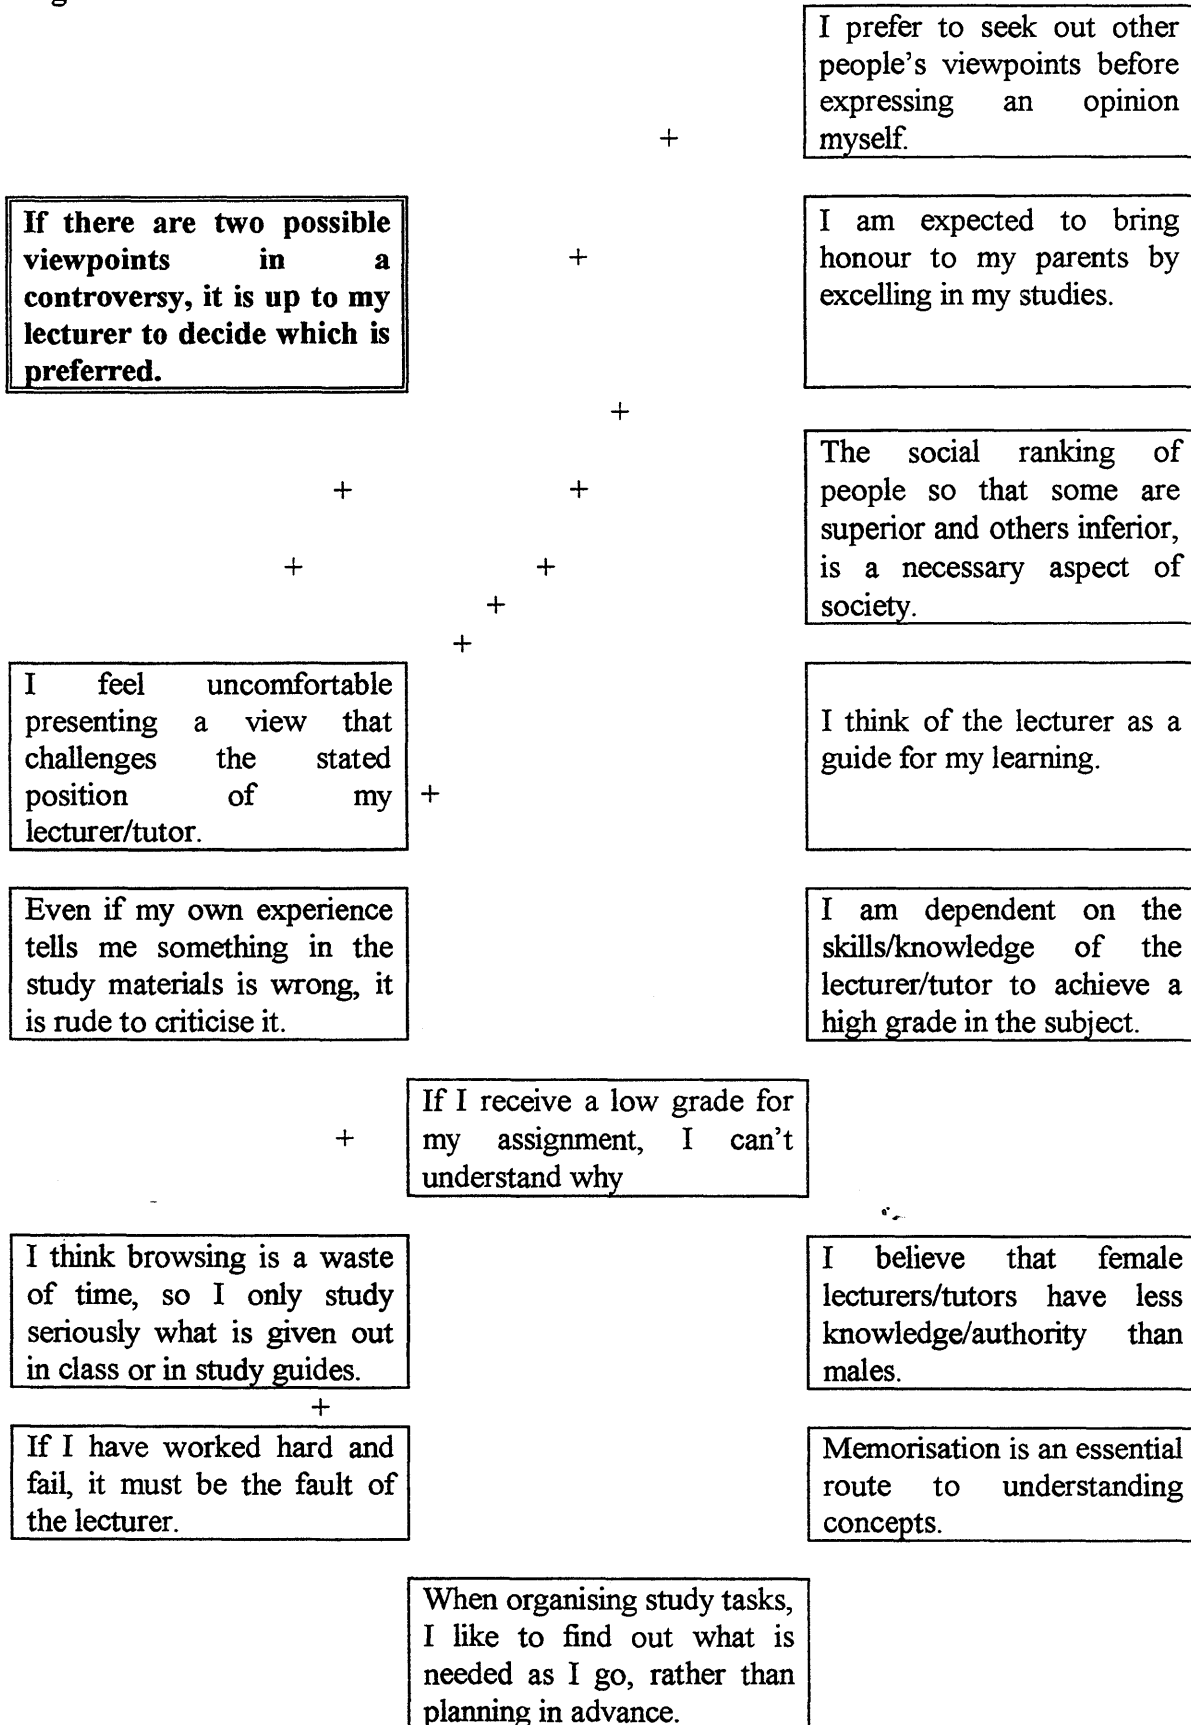 g
I prefer to seek out other
people's viewpoints before
expressing an opinion
myself.
+
If there are two possible
viewpoints in a
controversy, it is up to my
lecturer to decide which is
preferred.
+
I am expected to bring
honour to my parents by
excelling in my studies.
+
The social ranking of
people so that some are
superior and others inferior,
is a necessary aspect of
society.
+ +
+ +
+
+
I feel uncomfortable
presenting a view that
challenges the stated
position of my
lecturer/tutor.
+
I think of the lecturer as a
guide for my learning.
Even if my own experience
tells me something in the
study materials is wrong, it
is rude to criticise it.
I am dependent on the
skills/knowledge of the
lecturer/tutor to achieve a
high grade in the subject.
+
If I receive a low grade for
my assignment, I can't
understand why
I think browsing is a waste
of time, so I only study
seriously what is given out
in class or in study guides.
I believe that female
lecturers/tutors have less
knowledge/authority than
males.
+
If I have worked hard and
fail, it must be the fault of
the lecturer.
Memorisation is an essential
route to understanding
concepts.
When organising study tasks,
I like to find out what is
needed as I go, rather than
planning in advance.